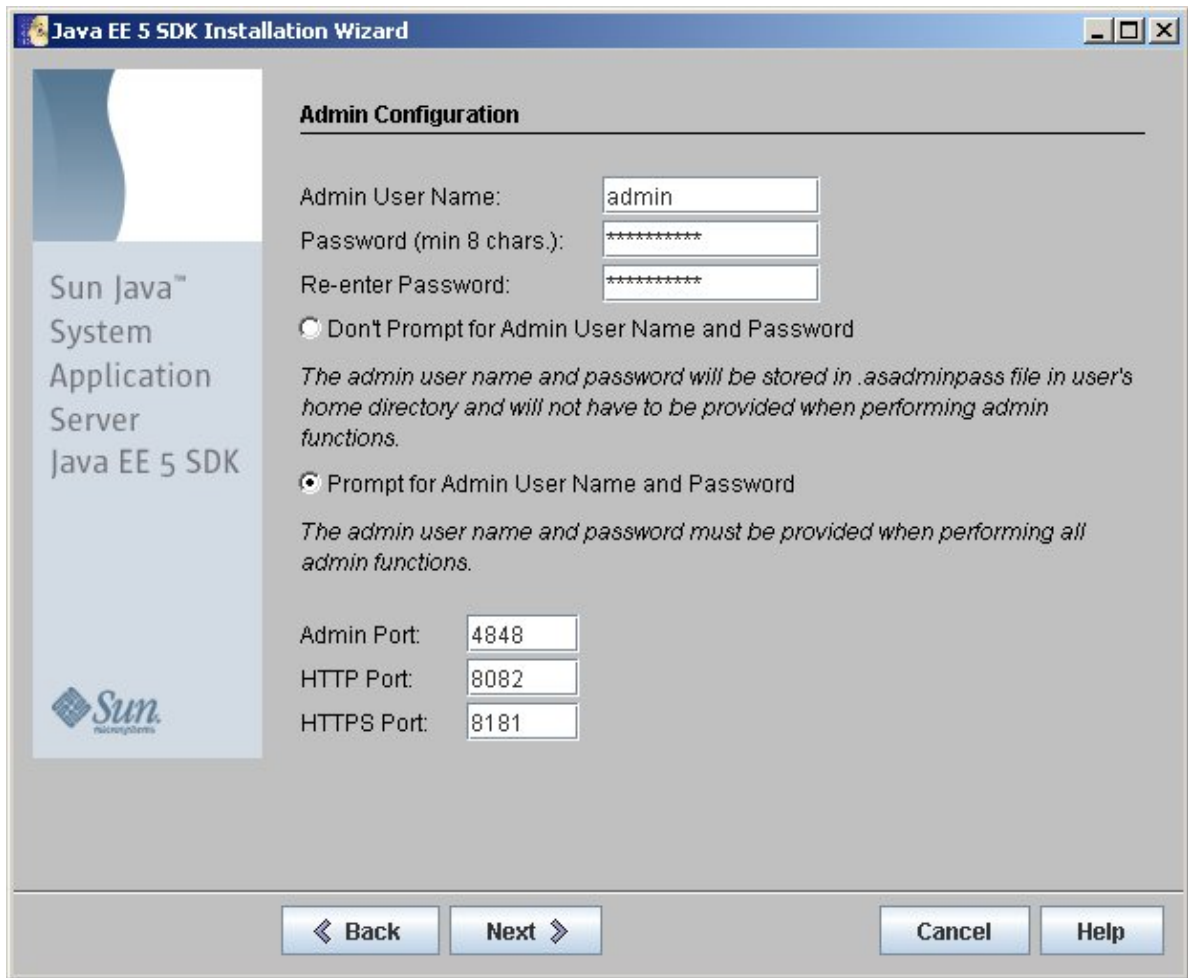 Java EE 5 SDK Installation Wizard
Admin Configuration
Admin User Name: admin
Password (min 8 chars.): **********
Re-enter Password: **********
Don't Prompt for Admin User Name and Password
The admin user name and password will be stored in .asadminpass file in user's
home directory and will not have to be provided when performing admin
functions.
Prompt for Admin User Name and Password
The admin user name and password must be provided when performing all
admin functions.
Admin Port: 4848
HTTP Port: 8082
HTTPS Port: 8181
Sun Java™
System
Application
Server
Java EE 5 SDK
Sun
microsystems
Back
Next
Cancel
Help